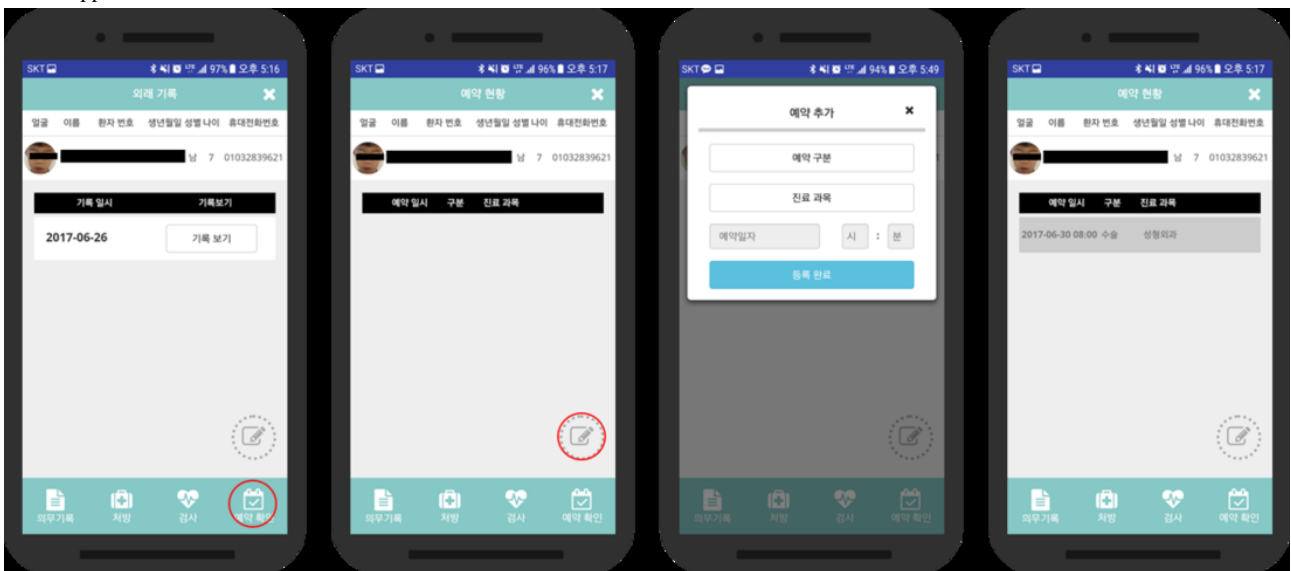 SKT 97% 오후 5:16
외래 기록
얼굴 이름 환자 번호 생년월일 성별 나이 휴대전화번호
남 7 01032839621
기록 일시 기록보기
2017-06-26 기록 보기
의무기록 처방 검사 예약 확인
SKT 96% 오후 5:17
예약 현황
얼굴 이름 환자 번호 생년월일 성별 나이 휴대전화번호
남 7 01032839621
예약 일시 구분 진료 과목
의무기록 처방 검사 예약 확인
SKT 94% 오후 5:49
예약 추가
예약 구분
진료 과목
예약일자 시 : 분
등록 완료
의무기록 처방 검사 예약 확인
SKT 96% 오후 5:17
예약 현황
얼굴 이름 환자 번호 생년월일 성별 나이 휴대전화번호
남 7 01032839621
예약 일시 구분 진료 과목
2017-06-30 08:00 수술 성형외과
의무기록 처방 검사 예약 확인